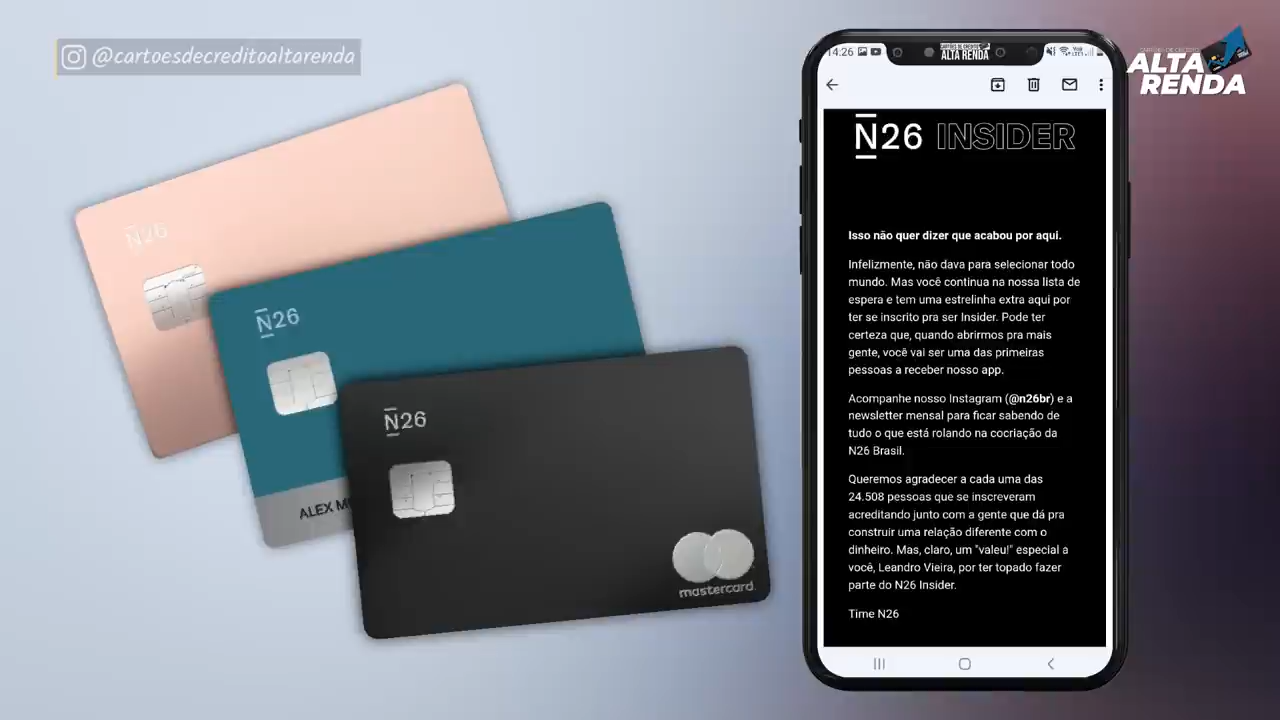 @cartoesdecreditoaltarenda
N26
N26
ALEX M
N26
mastercard.
14:26
CARTÕES DE CRÉDITO
ALTA RENDA
N26 INSIDER
Isso não quer dizer que acabou por aqui.
Infelizmente, não dava para selecionar todo
mundo. Mas você continua na nossa lista de
espera e tem uma estrelinha extra aqui por
ter se inscrito pra ser Insider. Pode ter
certeza que, quando abrirmos pra mais
gente, você vai ser uma das primeiras
pessoas a receber nosso app.
Acompanhe nosso Instagram (@n26br) e a
newsletter mensal para ficar sabendo de
tudo o que está rolando na cocriação da
N26 Brasil.
Queremos agradecer a cada uma das
24.508 pessoas que se inscreveram
acreditando junto com a gente que dá pra
construir uma relação diferente com o
dinheiro. Mas, claro, um "valeu!" especial a
você, Leandro Vieira, por ter topado fazer
parte do N26 Insider.
Time N26
CARTÕES DE CRÉDITO
ALTA
RENDA